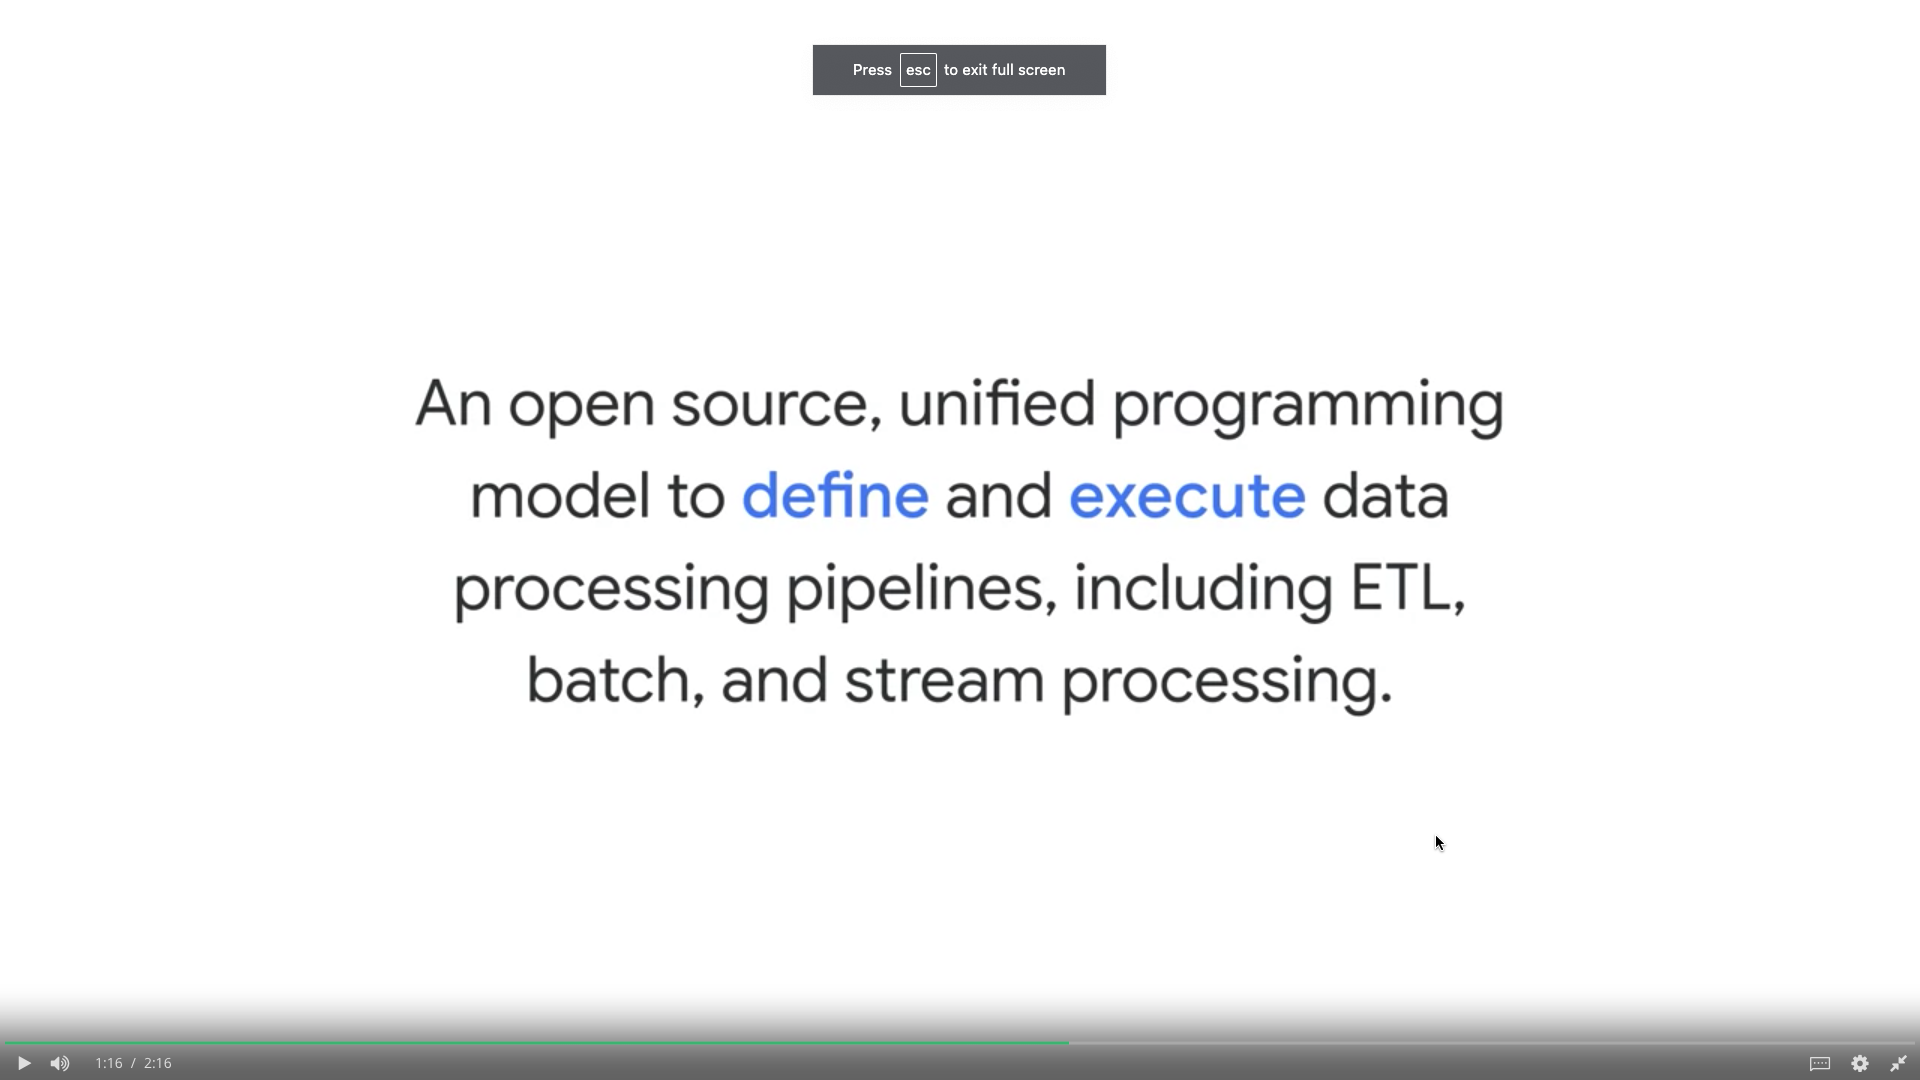 Press esc to exit full screen
An open source, unified programming
model to define and execute data
processing pipelines, including ETL,
batch, and stream processing.
1:16 / 2:16